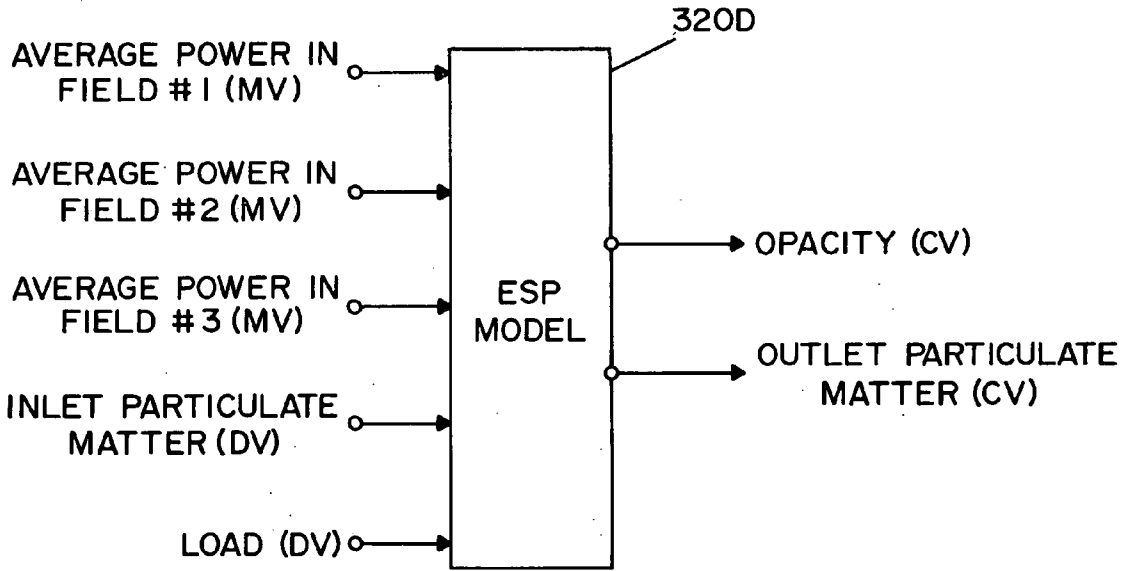 320D
AVERAGE POWER IN
FIELD #1 (MV)
AVERAGE POWER IN
FIELD #2 (MV)
AVERAGE POWER IN
FIELD #3 (MV)
INLET PARTICULATE
MATTER (DV)
LOAD (DV)
ESP
MODEL
OPACITY (CV)
OUTLET PARTICULATE
MATTER (CV)